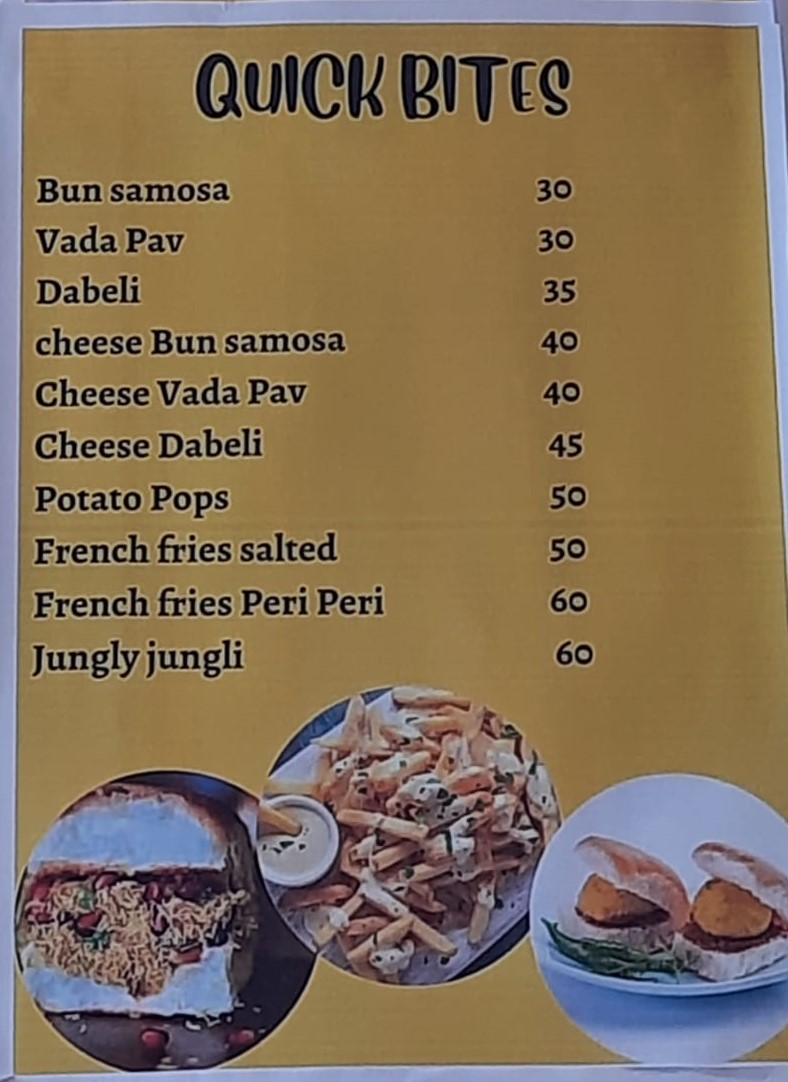 QUICK BITES
Bun samosa 30
Vada Pav 30
Dabeli 35
cheese Bun samosa 40
Cheese Vada Pav 40
Cheese Dabeli 45
Potato Pops 50
French fries salted 50
French fries Peri Peri 60
Jungly jungli 60